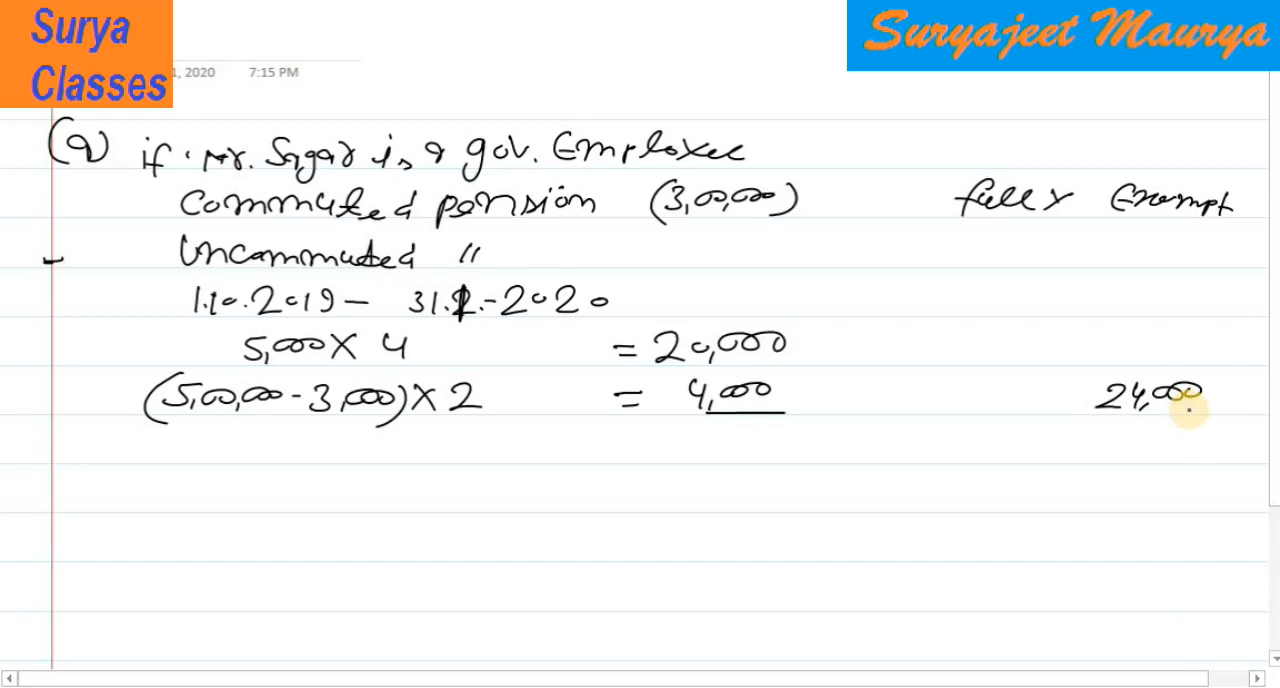 Surya
Classes
Suryajeet Maurya
1, 2020 7:15 PM
(a) if Mr. Sagar is a gov. Employee
Commuted pension (3,00,000) fully Exempt
Uncommuted "
1.10.2019 - 31.1.-2020
5,000 X 4 = 20,000
(5,00,000 - 3,000) X 2 = 4,000 24,000